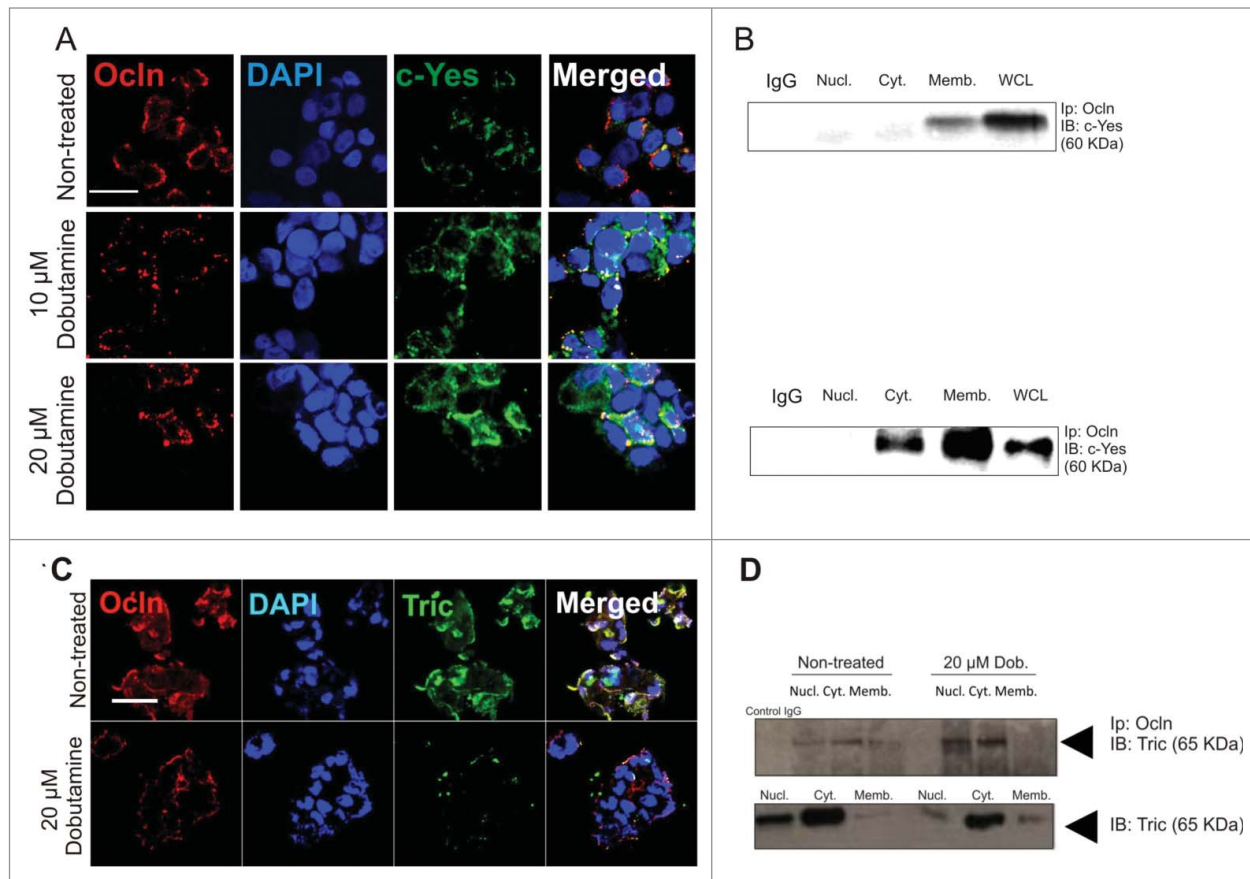 A
Ocln DAPI c-Yes Merged
Non-treated
10 µM
Dobutamine
20 µM
Dobutamine
B
IgG Nucl. Cyt. Memb. WCL
Ip: Ocln
IB: c-Yes
(60 KDa)
IgG Nucl. Cyt. Memb. WCL
Ip: Ocln
IB: c-Yes
(60 KDa)
C
Ocln DAPI Tric Merged
Non-treated
20 µM
Dobutamine
D
Non-treated 20 µM Dob.
Nucl. Cyt. Memb. Nucl. Cyt. Memb.
Control IgG
Ip: Ocln
IB: Tric (65 KDa)
Nucl. Cyt. Memb. Nucl. Cyt. Memb.
IB: Tric (65 KDa)